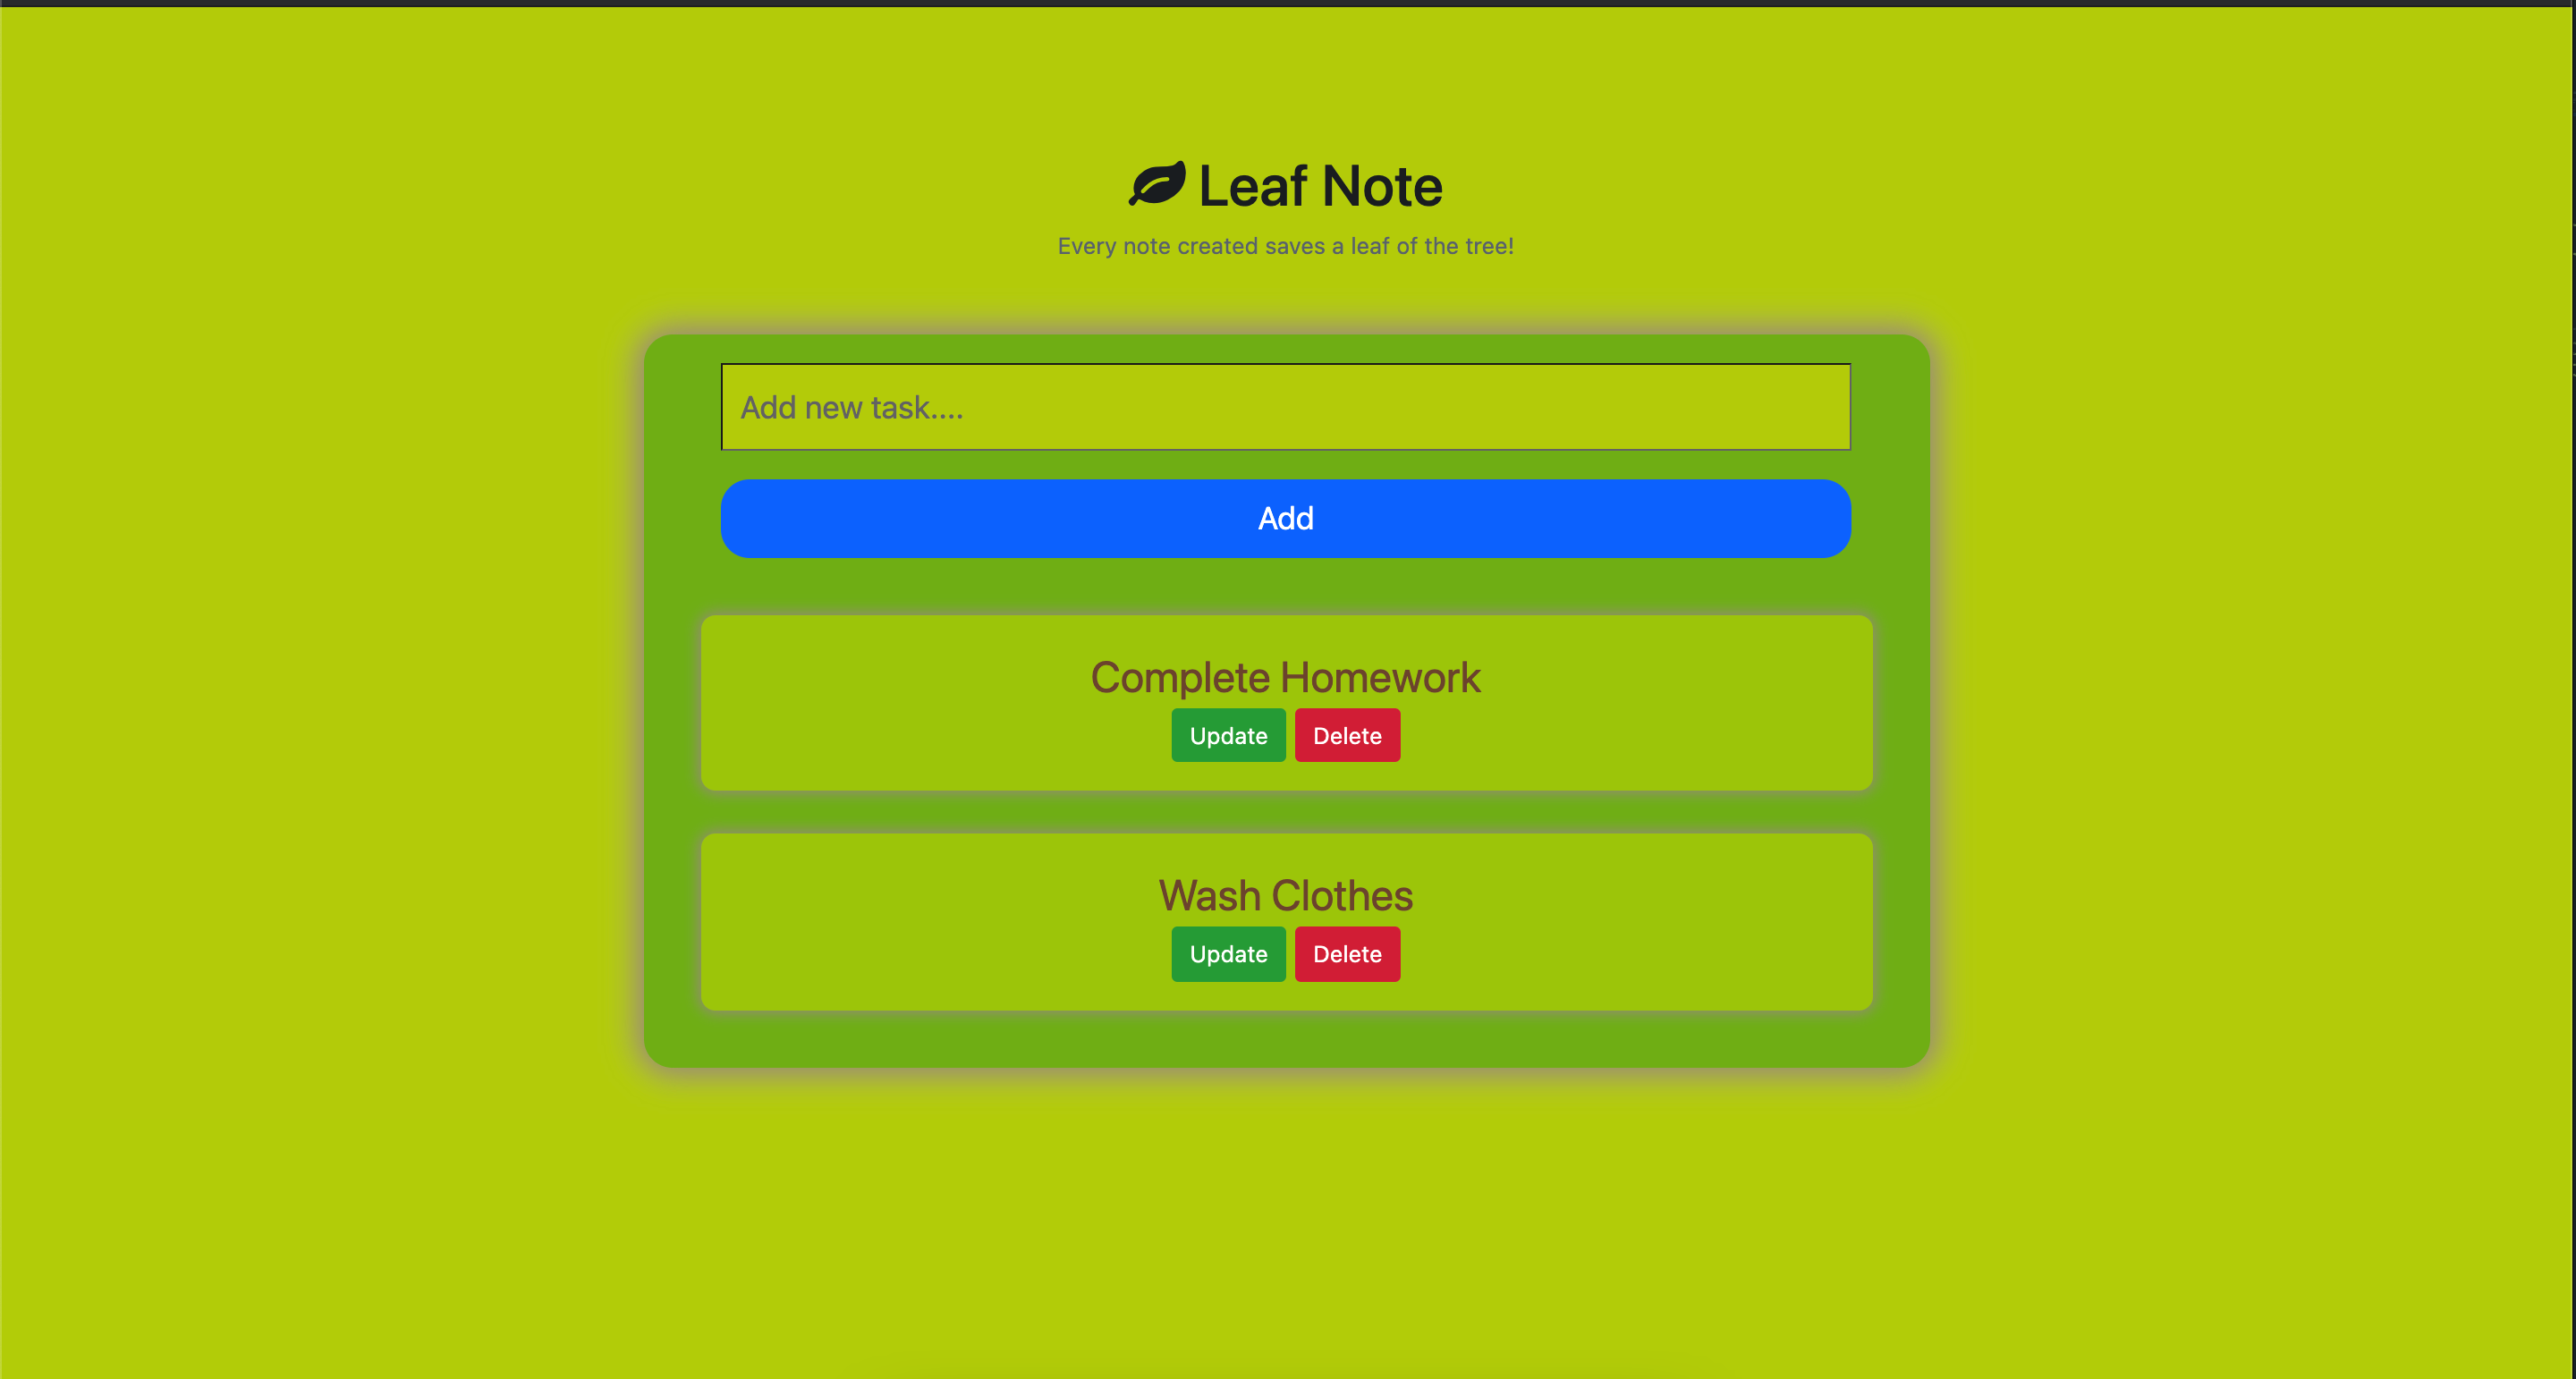 Leaf Note
Every note created saves a leaf of the tree!
Add new task....
Add
Complete Homework
Update Delete
Wash Clothes
Update Delete